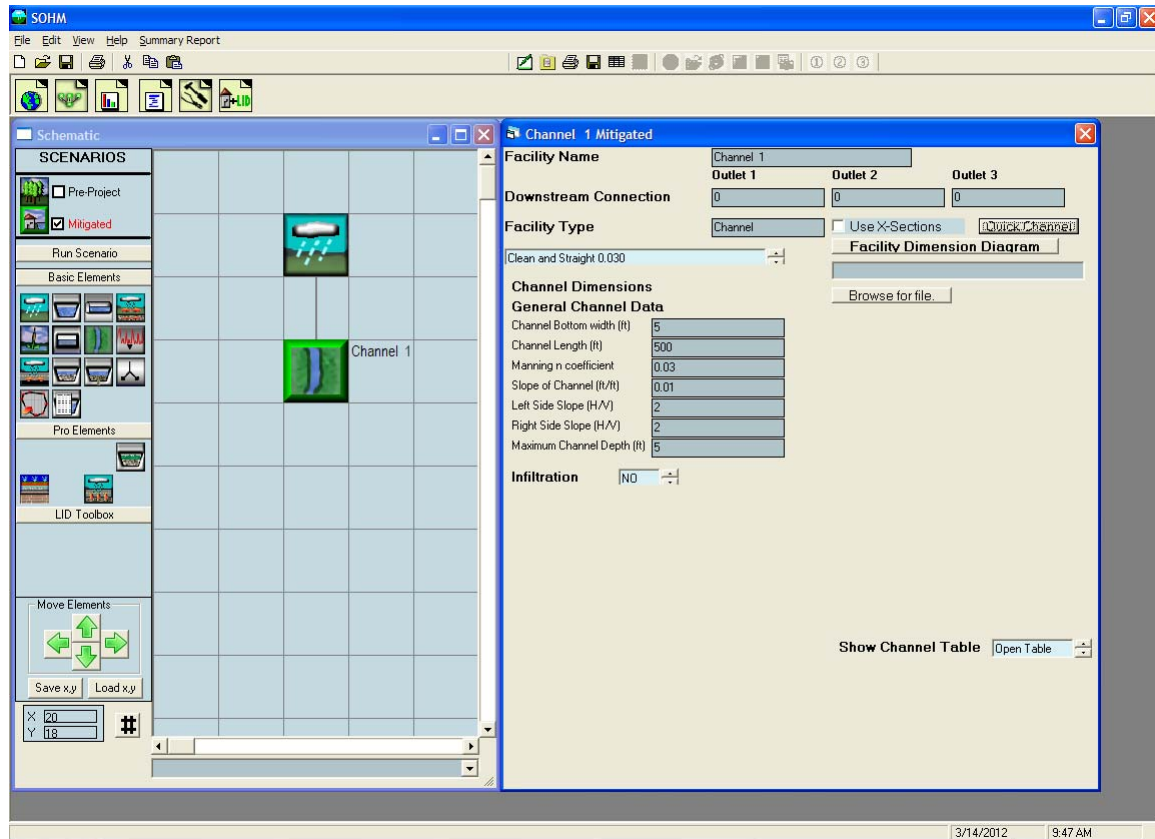 SOHM
File Edit View Help Summary Report
+LID
Schematic
SCENARIOS
Pre-Project
Mitigated
Run Scenario
Basic Elements
Pro Elements
LID Toolbox
Move Elements
Save x,y Load x,y
X 20
Y 18
Channel 1
Channel 1 Mitigated
Facility Name Channel 1
Outlet 1 Outlet 2 Outlet 3
Downstream Connection 0 0 0
Facility Type Channel Use X-Sections Quick Channel
Clean and Straight 0.030 Facility Dimension Diagram
Browse for file.
Channel Dimensions
General Channel Data
Channel Bottom width (ft) 5
Channel Length (ft) 500
Manning n coefficient 0.03
Slope of Channel (ft/ft) 0.01
Left Side Slope (H/V) 2
Right Side Slope (H/V) 2
Maximum Channel Depth (ft) 5
Infiltration NO
Show Channel Table Open Table
3/14/2012 9:47 AM